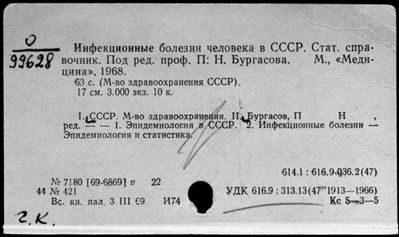 О
99628
Инфекционные болезни человека в СССР. Стат. спра-
вочник. Под ред. проф. П. Н. Бургасова. М., «Меди-
цина», 1968.
63 с. (М-во здравоохранения СССР).
17 см. 3.000 экз. 10 к.
1. СССР. М-во здравоохранения. II. Бургасов, П Н ,
ред. — — 1. Эпидемиология в СССР. 2. Инфекционные болезни —
Эпидемиология и статистика.
614.1 : 616.9-036.2(47)
№ 7180 [69-6869] п 22
44 № 421
УДК 616.9 : 313.13(47"1913—1966)
Вс. кн. пал. 3 III 69 И74 Кс 5—3—5
г. К.